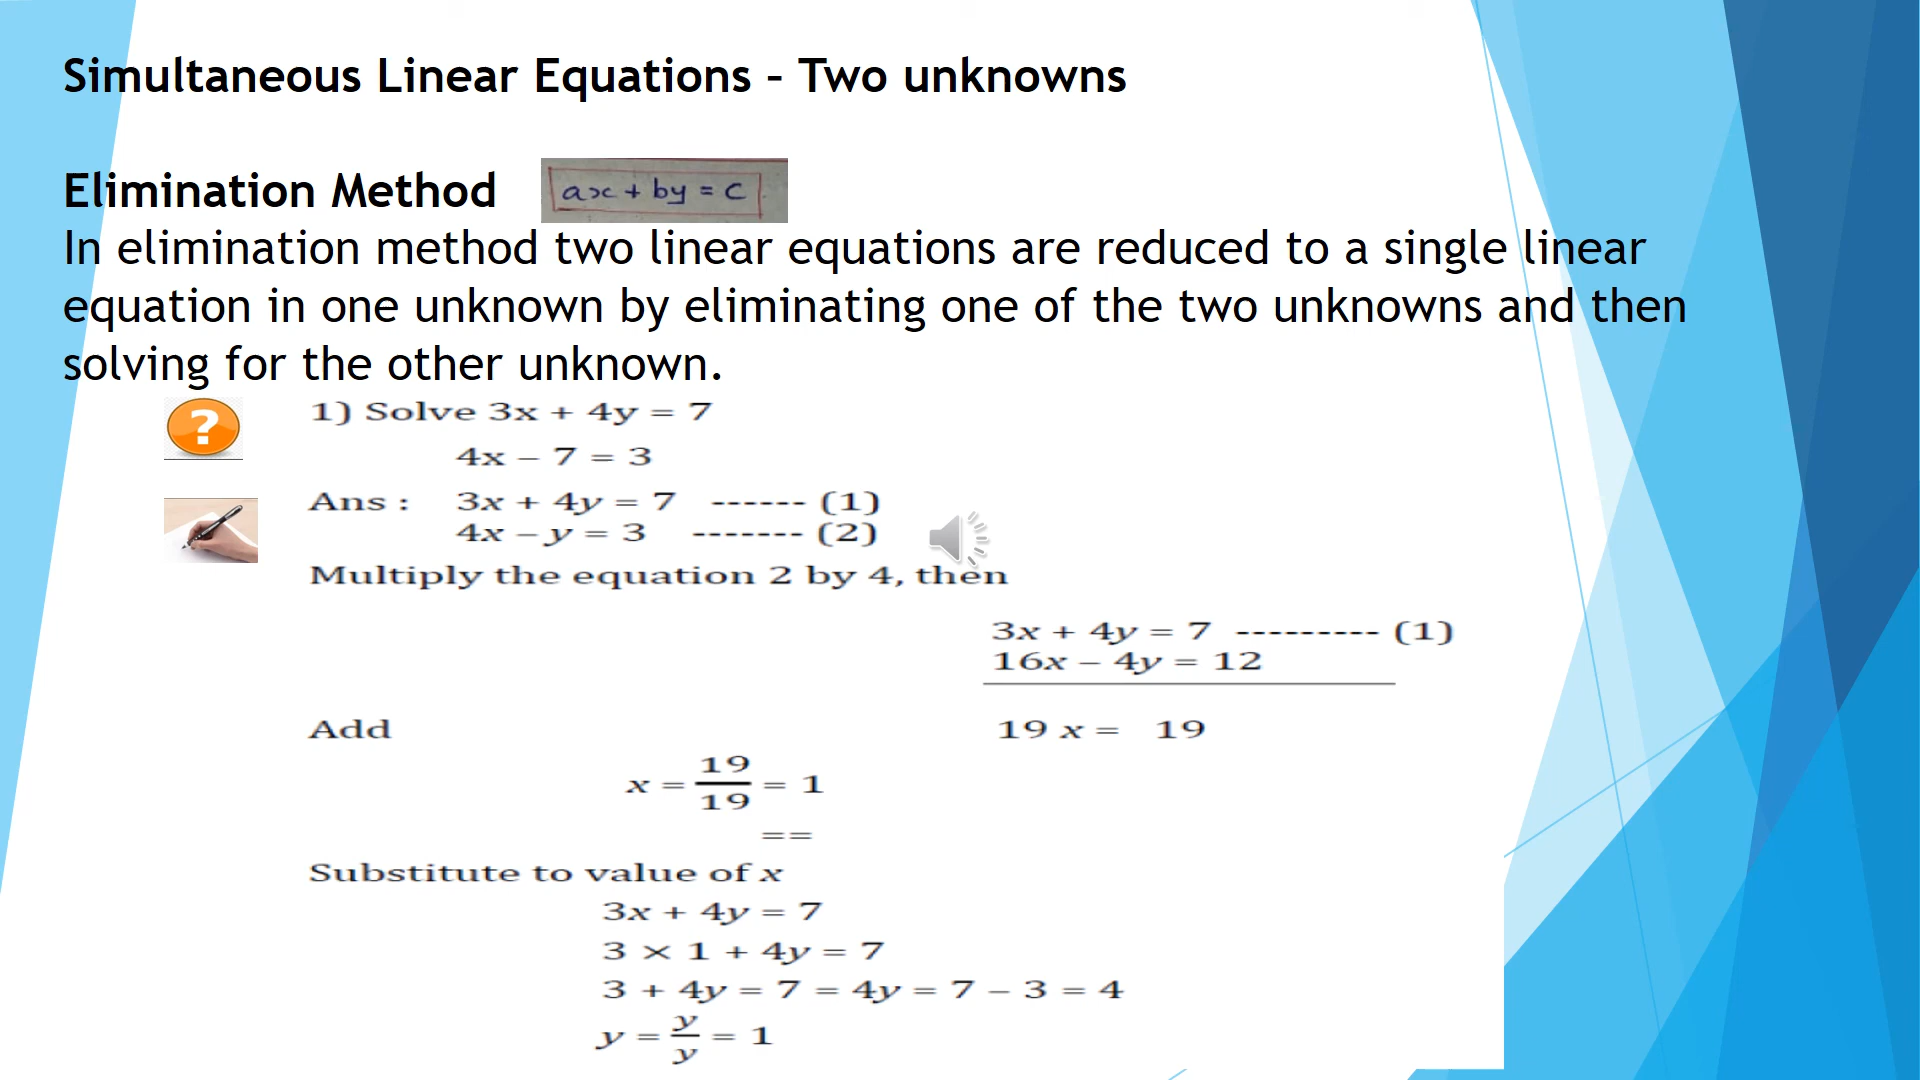 Simultaneous Linear Equations – Two unknowns
Elimination Method
ax + by = c
In elimination method two linear equations are reduced to a single linear
equation in one unknown by eliminating one of the two unknowns and then
solving for the other unknown.
?
1) Solve 3x + 4y = 7
4x – 7 = 3
Ans : 3x + 4y = 7 ------ (1)
4x – y = 3 ------- (2)
Multiply the equation 2 by 4, then
3x + 4y = 7 --------- (1)
16x – 4y = 12
Add 19 x = 19
x = 19/19 = 1
==
Substitute to value of x
3x + 4y = 7
3 × 1 + 4y = 7
3 + 4y = 7 = 4y = 7 – 3 = 4
y = y/y = 1